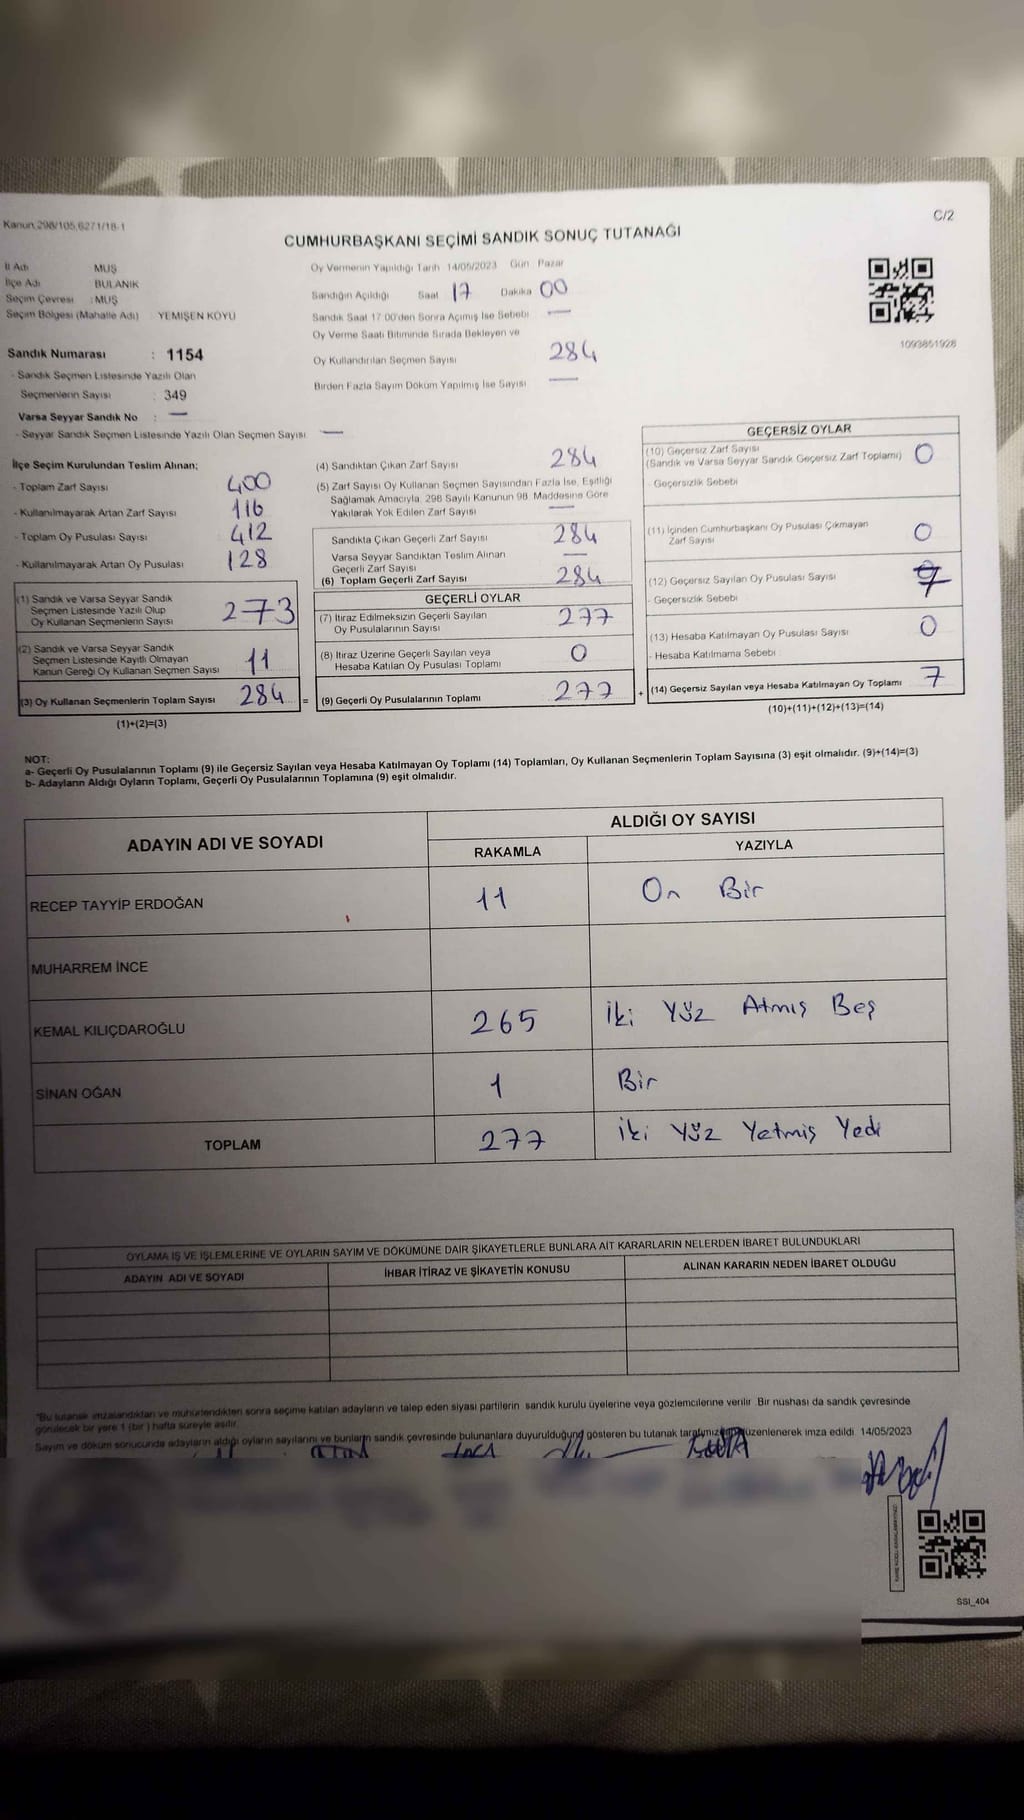 Kanun;298/105,6271/18-1
C/2
CUMHURBAŞKANI SEÇİMİ SANDIK SONUÇ TUTANAĞI
İl Adı MUŞ
İlçe Adı BULANIK
Seçim Çevresi : MUŞ
Seçim Bölgesi (Mahalle Adı) : YEMİŞEN KÖYÜ
Sandık Numarası : 1154
- Sandık Seçmen Listesinde Yazılı Olan
Seçmenlerin Sayısı : 349
Varsa Seyyar Sandık No : —
- Seyyar Sandık Seçmen Listesinde Yazılı Olan Seçmen Sayısı —
Oy Vermenin Yapıldığı Tarih 14/05/2023 Gün Pazar
Sandığın Açıldığı Saat 17 Dakika 00
Sandık Saat 17.00'den Sonra Açımış İse Sebebi —
Oy Verme Saati Bitiminde Sırada Bekleyen ve
Oy Kullandırılan Seçmen Sayısı 284
Birden Fazla Sayım Döküm Yapılmış İse Sayısı —
1093851928
İlçe Seçim Kurulundan Teslim Alınan;
- Toplam Zarf Sayısı 400
- Kullanılmayarak Artan Zarf Sayısı 116
- Toplam Oy Pusulası Sayısı 412
- Kullanılmayarak Artan Oy Pusulası 128
(1) Sandık ve Varsa Seyyar Sandık
Seçmen Listesinde Yazılı Olup
Oy Kullanan Seçmenlerin Sayısı 273
(2) Sandık ve Varsa Seyyar Sandık
Seçmen Listesinde Kayıtlı Olmayan
Kanun Gereği Oy Kullanan Seçmen Sayısı 11
(3) Oy Kullanan Seçmenlerin Toplam Sayısı 284 =
(1)+(2)=(3)
(4) Sandıktan Çıkan Zarf Sayısı 284
(5) Zarf Sayısı Oy Kullanan Seçmen Sayısından Fazla İse, Eşitliği
Sağlamak Amacıyla, 298 Sayılı Kanunun 98. Maddesine Göre
Yakılarak Yok Edilen Zarf Sayısı —
Sandıkta Çıkan Geçerli Zarf Sayısı 284
Varsa Seyyar Sandıktan Teslim Alınan
Geçerli Zarf Sayısı —
(6) Toplam Geçerli Zarf Sayısı 284
GEÇERLİ OYLAR
(7) İtiraz Edilmeksizin Geçerli Sayılan
Oy Pusulalarının Sayısı 277
(8) İtiraz Üzerine Geçerli Sayılan veya
Hesaba Katılan Oy Pusulası Toplamı 0
(9) Geçerli Oy Pusulalarının Toplamı 277 +
GEÇERSİZ OYLAR
(10) Geçersiz Zarf Sayısı
(Sandık ve Varsa Seyyar Sandık Geçersiz Zarf Toplamı) 0
- Geçersizlik Sebebi
(11) İçinden Cumhurbaşkanı Oy Pusulası Çıkmayan
Zarf Sayısı 0
(12) Geçersiz Sayılan Oy Pusulası Sayısı 7
- Geçersizlik Sebebi
(13) Hesaba Katılmayan Oy Pusulası Sayısı 0
- Hesaba Katılmama Sebebi :
(14) Geçersiz Sayılan veya Hesaba Katılmayan Oy Toplamı 7
(10)+(11)+(12)+(13)=(14)
NOT:
a- Geçerli Oy Pusulalarının Toplamı (9) ile Geçersiz Sayılan veya Hesaba Katılmayan Oy Toplamı (14) Toplamları, Oy Kullanan Seçmenlerin Toplam Sayısına (3) eşit olmalıdır. (9)+(14)=(3)
b- Adayların Aldığı Oyların Toplamı, Geçerli Oy Pusulalarının Toplamına (9) eşit olmalıdır.
ADAYIN ADI VE SOYADI ALDIĞI OY SAYISI
RAKAMLA YAZIYLA
RECEP TAYYİP ERDOĞAN 11 On Bir
MUHARREM İNCE
KEMAL KILIÇDAROĞLU 265 İki Yüz Atmış Beş
SİNAN OĞAN 1 Bir
TOPLAM 277 İki Yüz Yetmiş Yedi
OYLAMA İŞ VE İŞLEMLERİNE VE OYLARIN SAYIM VE DÖKÜMÜNE DAİR ŞİKAYETLERLE BUNLARA AİT KARARLARIN NELERDEN İBARET BULUNDUKLARI
ADAYIN ADI VE SOYADI İHBAR İTİRAZ VE ŞİKAYETİN KONUSU ALINAN KARARIN NEDEN İBARET OLDUĞU
"Bu tutanak imzalandıktan ve mühürlendikten sonra seçime katılan adayların ve talep eden siyasi partilerin sandık kurulu üyelerine veya gözlemcilerine verilir. Bir nüshası da sandık çevresinde
görülecek bir yere 1 (bir) hafta süreyle asılır.
Sayım ve döküm sonucunda adayların aldığı oyların sayılarını ve bunların sandık çevresinde bulunanlara duyurulduğunu gösteren bu tutanak düzenlenerek imza edildi. 14/05/2023
SSI_404